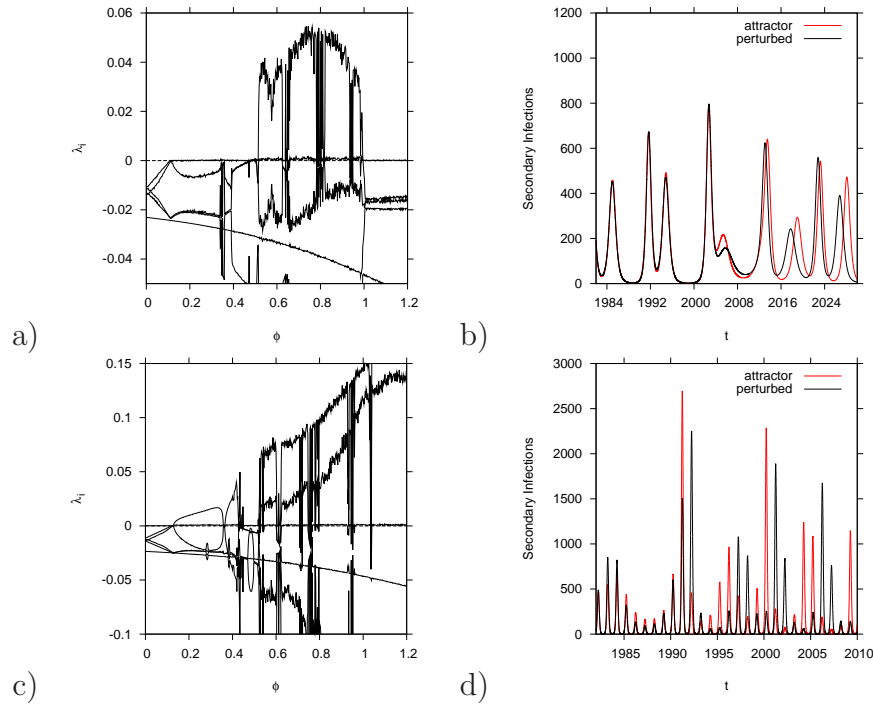 0.06
0.04
0.02
0
-0.02
-0.04
λi
0 0.2 0.4 0.6 0.8 1 1.2
ϕ
a)
1200
1000
800
600
400
200
0
Secondary Infections
attractor
perturbed
1984 1992 2000 2008 2016 2024
t
b)
0.15
0.1
0.05
0
-0.05
-0.1
λi
0 0.2 0.4 0.6 0.8 1 1.2
ϕ
c)
3000
2500
2000
1500
1000
500
0
Secondary Infections
attractor
perturbed
1985 1990 1995 2000 2005 2010
t
d)